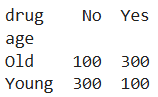 drug No Yes
age
Old 100 300
Young 300 100